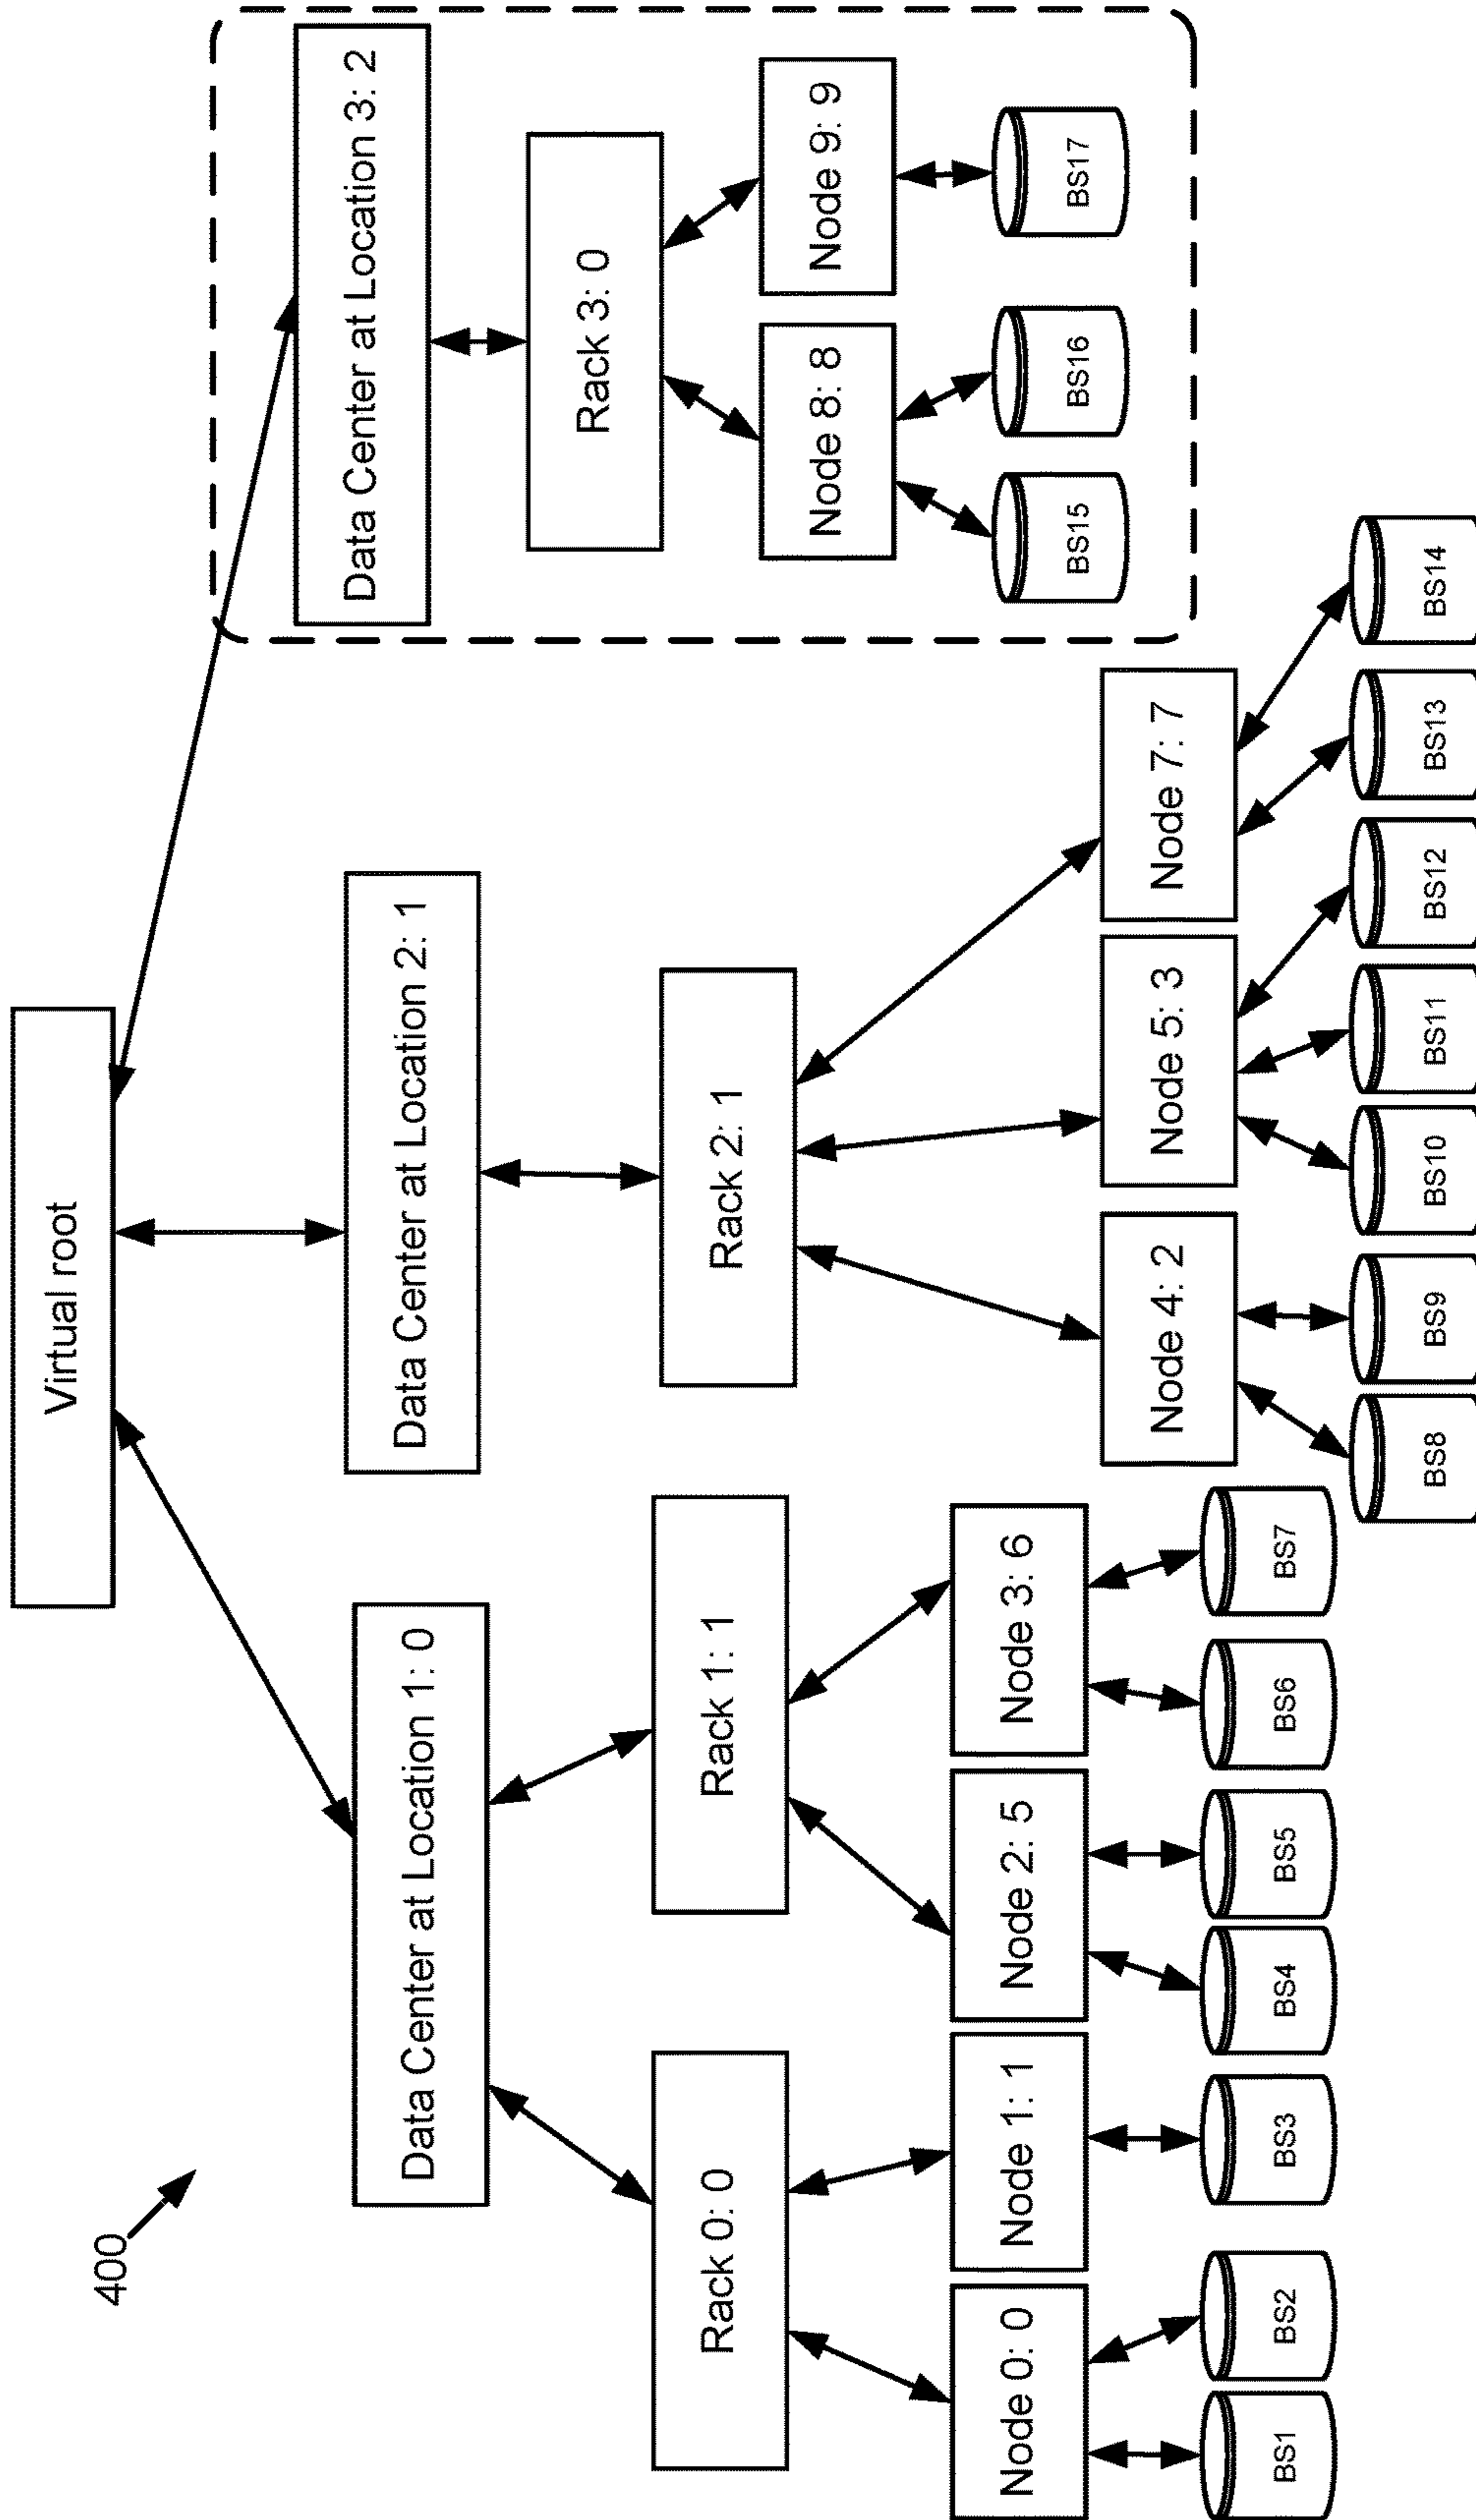 400
Virtual root
Data Center at Location 1: 0
Data Center at Location 2: 1
Data Center at Location 3: 2
Rack 0: 0
Rack 1: 1
Rack 2: 1
Rack 3: 0
Node 0: 0
Node 1: 1
Node 2: 5
Node 3: 6
Node 4: 2
Node 5: 3
Node 7: 7
Node 8: 8
Node 9: 9
BS1
BS2
BS3
BS4
BS5
BS6
BS7
BS8
BS9
BS10
BS11
BS12
BS13
BS14
BS15
BS16
BS17